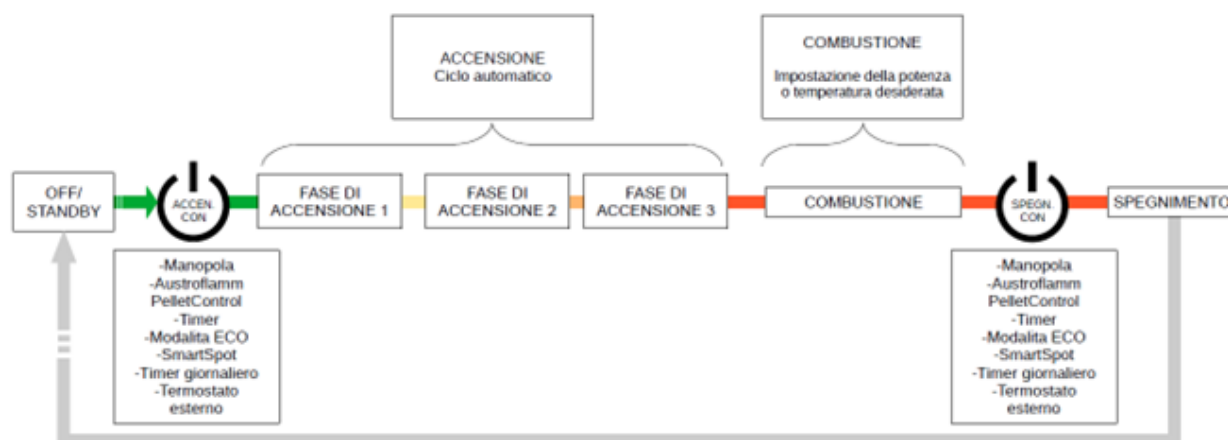 ACCENSIONE
Ciclo automatico
COMBUSTIONE
Impostazione della potenza
o temperatura desiderata
OFF/
STANDBY
ACCEN.
CON
FASE DI
ACCENSIONE 1
FASE DI
ACCENSIONE 2
FASE DI
ACCENSIONE 3
COMBUSTIONE
SPEGN.
CON
SPEGNIMENTO
-Manopola
-Austroflamm
PelletControl
-Timer
-Modalita ECO
-SmartSpot
-Timer giornaliero
-Termostato
esterno
-Manopola
-Austroflamm
PelletControl
-Timer
-Modalita ECO
-SmartSpot
-Timer giornaliero
-Termostato
esterno